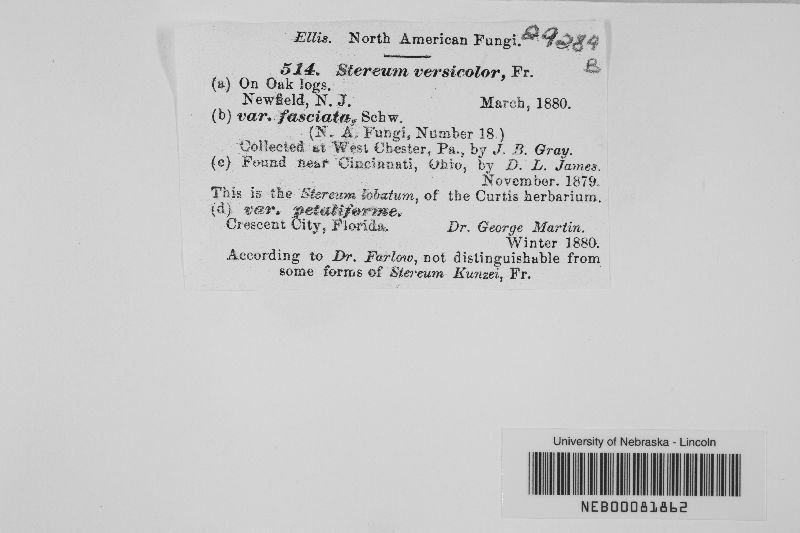 Ellis. North American Fungi. 29284
B
514. Stereum versicolor, Fr.
(a) On Oak logs.
Newfield, N. J. March, 1880.
(b) var. fasciata, Schw.
(N. A. Fungi, Number 18.)
Collected at West Chester, Pa., by J. B. Gray.
(c) Found near Cincinnati, Ohio, by D. L. James.
November. 1879.
This is the Stereum lobatum, of the Curtis herbarium.
(d) var. petaliforme.
Crescent City, Florida. Dr. George Martin.
Winter 1880.
According to Dr. Farlow, not distinguishable from
some forms of Stereum Kunzei, Fr.
University of Nebraska - Lincoln
NEB00081862